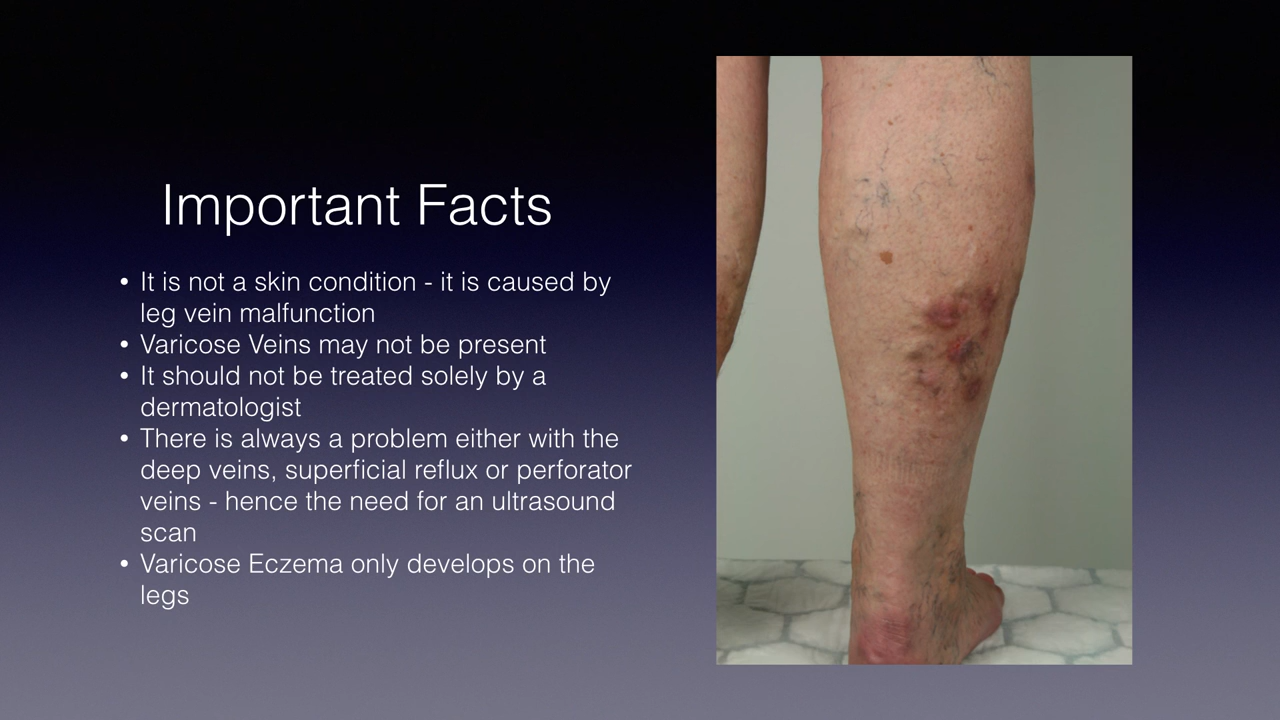 Important Facts
• It is not a skin condition - it is caused by
leg vein malfunction
• Varicose Veins may not be present
• It should not be treated solely by a
dermatologist
• There is always a problem either with the
deep veins, superficial reflux or perforator
veins - hence the need for an ultrasound
scan
• Varicose Eczema only develops on the
legs